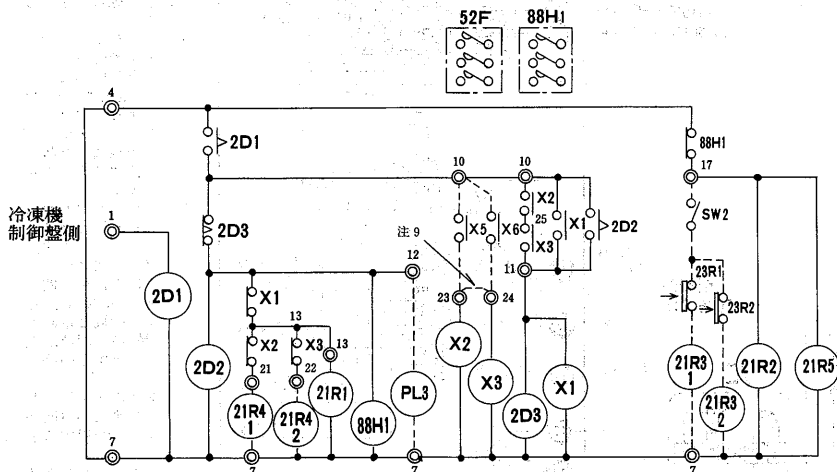 52F 88H1
4
2D1
88H1
17
10 10
X2
25
X3
X5 X6 X1 2D2
SW2
注9
冷凍機
制御盤側
1
2D3
12
11
23 24
23R1
23R2
2D1
X1
13
13
X2 X3
21 22
2D2
21R4
1
21R4
2
21R1
88H1
PL3
X2
X3
2D3
X1
21R3
1
21R3
2
21R2
21R5
7 7 7 7